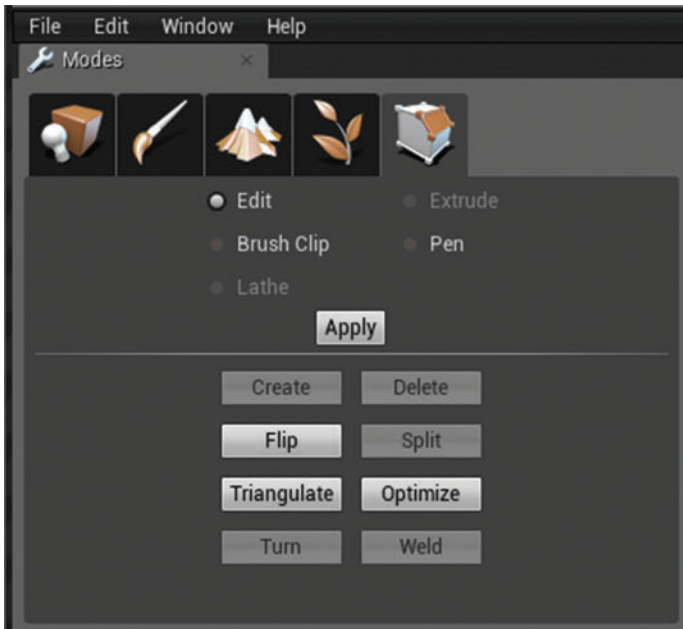 File Edit Window Help
Modes
Edit Extrude
Brush Clip Pen
Lathe
Apply
Create Delete
Flip Split
Triangulate Optimize
Turn Weld